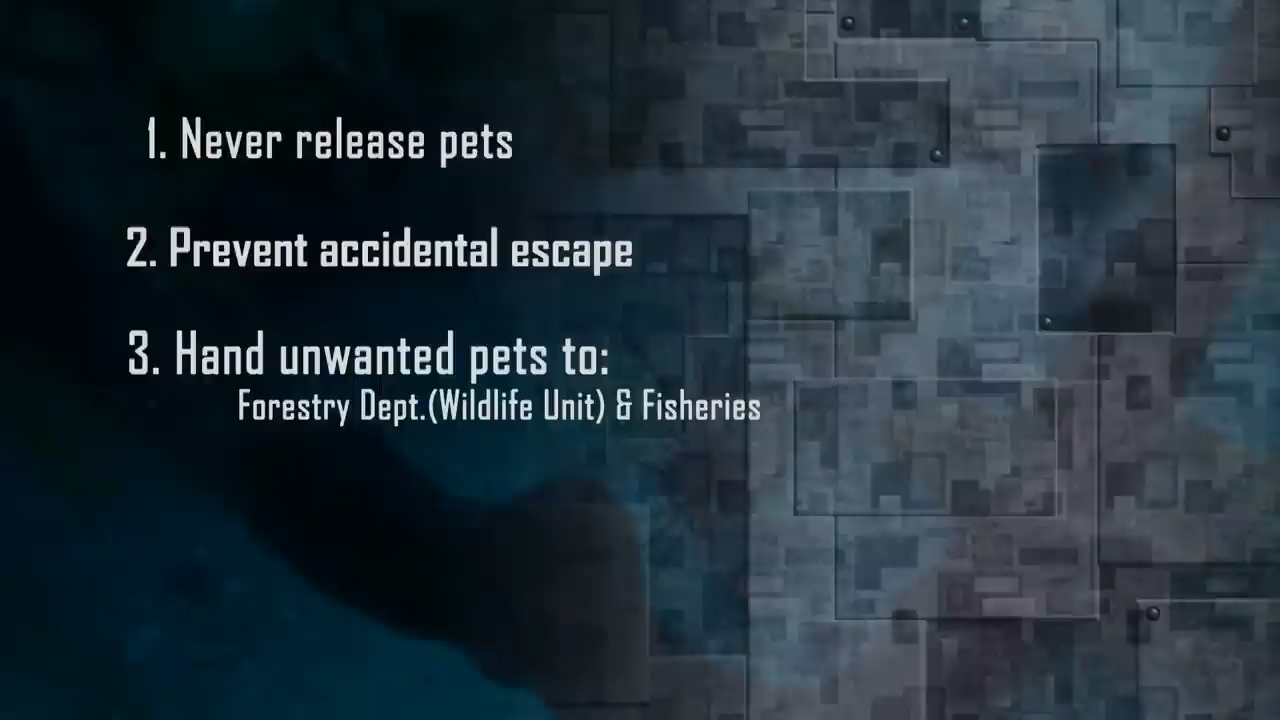 1. Never release pets
2. Prevent accidental escape
3. Hand unwanted pets to:
Forestry Dept.(Wildlife Unit) & Fisheries